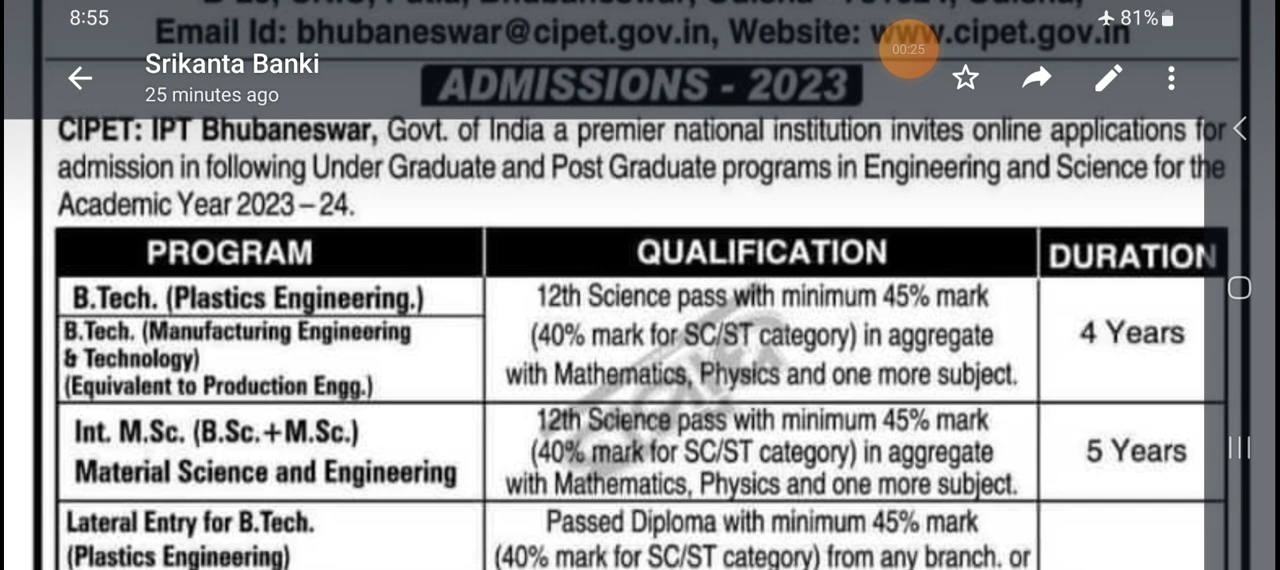 8:55
81%
Email Id: bhubaneswar@cipet.gov.in, Website: www.cipet.gov.in
00:25
Srikanta Banki
25 minutes ago
ADMISSIONS - 2023
CIPET: IPT Bhubaneswar, Govt. of India a premier national institution invites online applications for
admission in following Under Graduate and Post Graduate programs in Engineering and Science for the
Academic Year 2023 – 24.
PROGRAM QUALIFICATION DURATION
B.Tech. (Plastics Engineering.)
B.Tech. (Manufacturing Engineering
& Technology)
(Equivalent to Production Engg.)
12th Science pass with minimum 45% mark
(40% mark for SC/ST category) in aggregate
with Mathematics, Physics and one more subject.
4 Years
Int. M.Sc. (B.Sc.+M.Sc.)
Material Science and Engineering
12th Science pass with minimum 45% mark
(40% mark for SC/ST category) in aggregate
with Mathematics, Physics and one more subject.
5 Years
Lateral Entry for B.Tech.
(Plastics Engineering)
Passed Diploma with minimum 45% mark
(40% mark for SC/ST category) from any branch. or